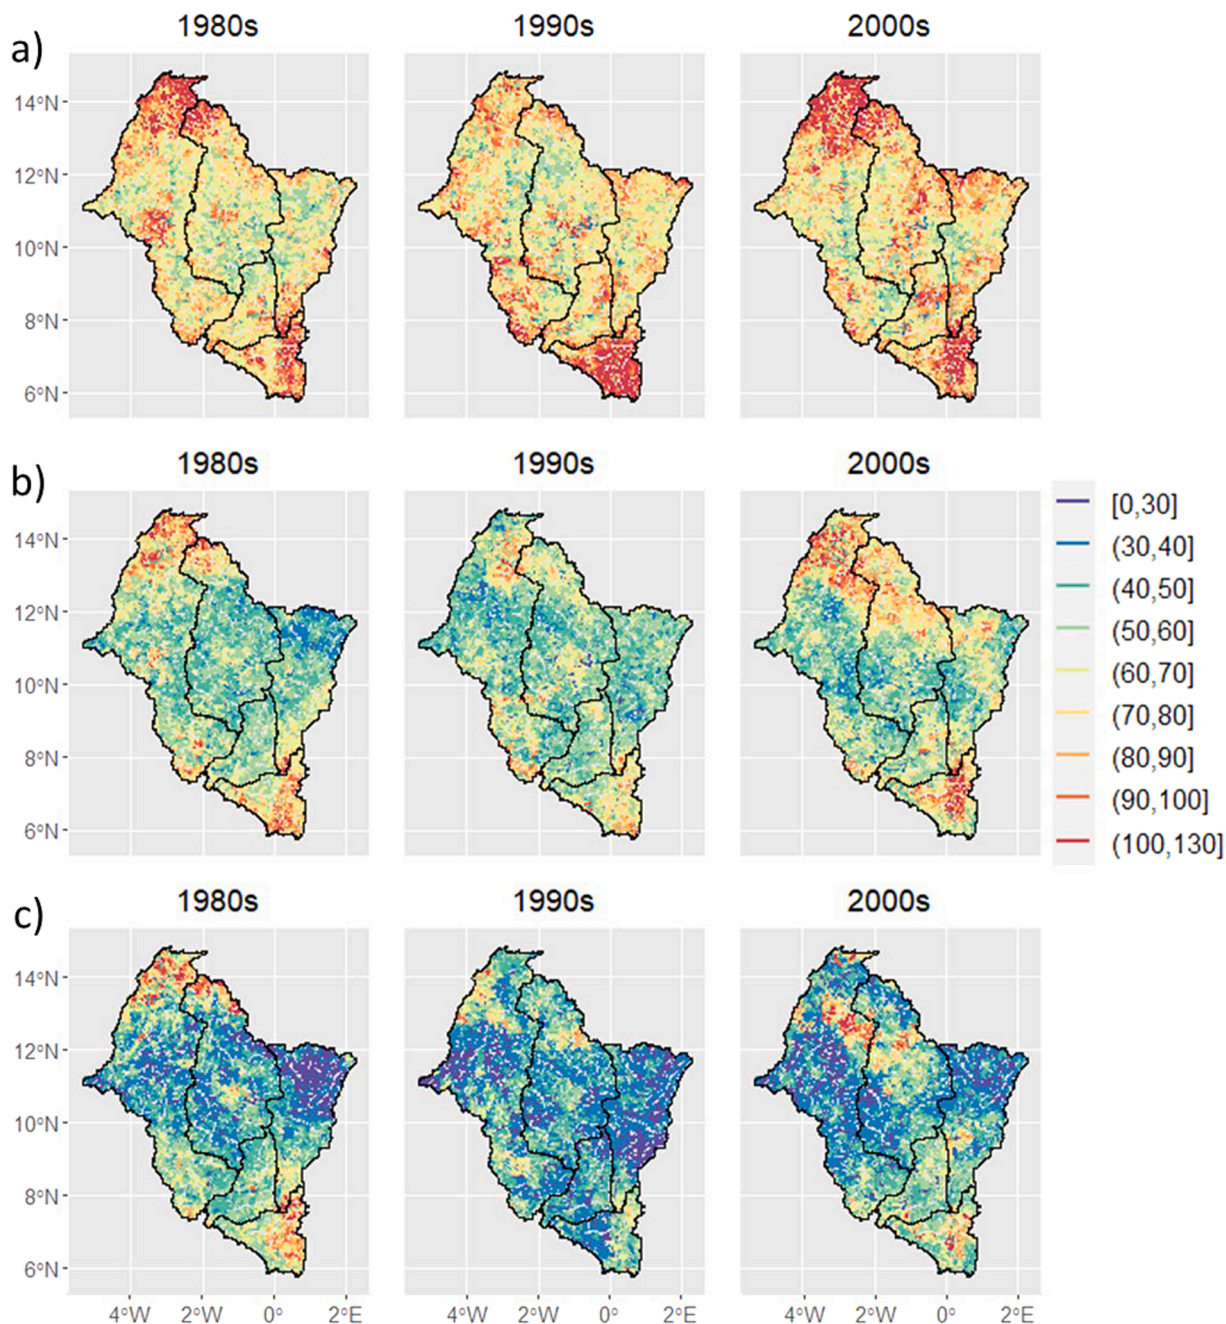 a)
1980s 1990s 2000s
14°N
12°N
10°N
8°N
6°N
b)
1980s 1990s 2000s
14°N
12°N
10°N
8°N
6°N
[0,30]
(30,40]
(40,50]
(50,60]
(60,70]
(70,80]
(80,90]
(90,100]
(100,130]
c)
1980s 1990s 2000s
14°N
12°N
10°N
8°N
6°N
4°W 2°W 0° 2°E 4°W 2°W 0° 2°E 4°W 2°W 0° 2°E